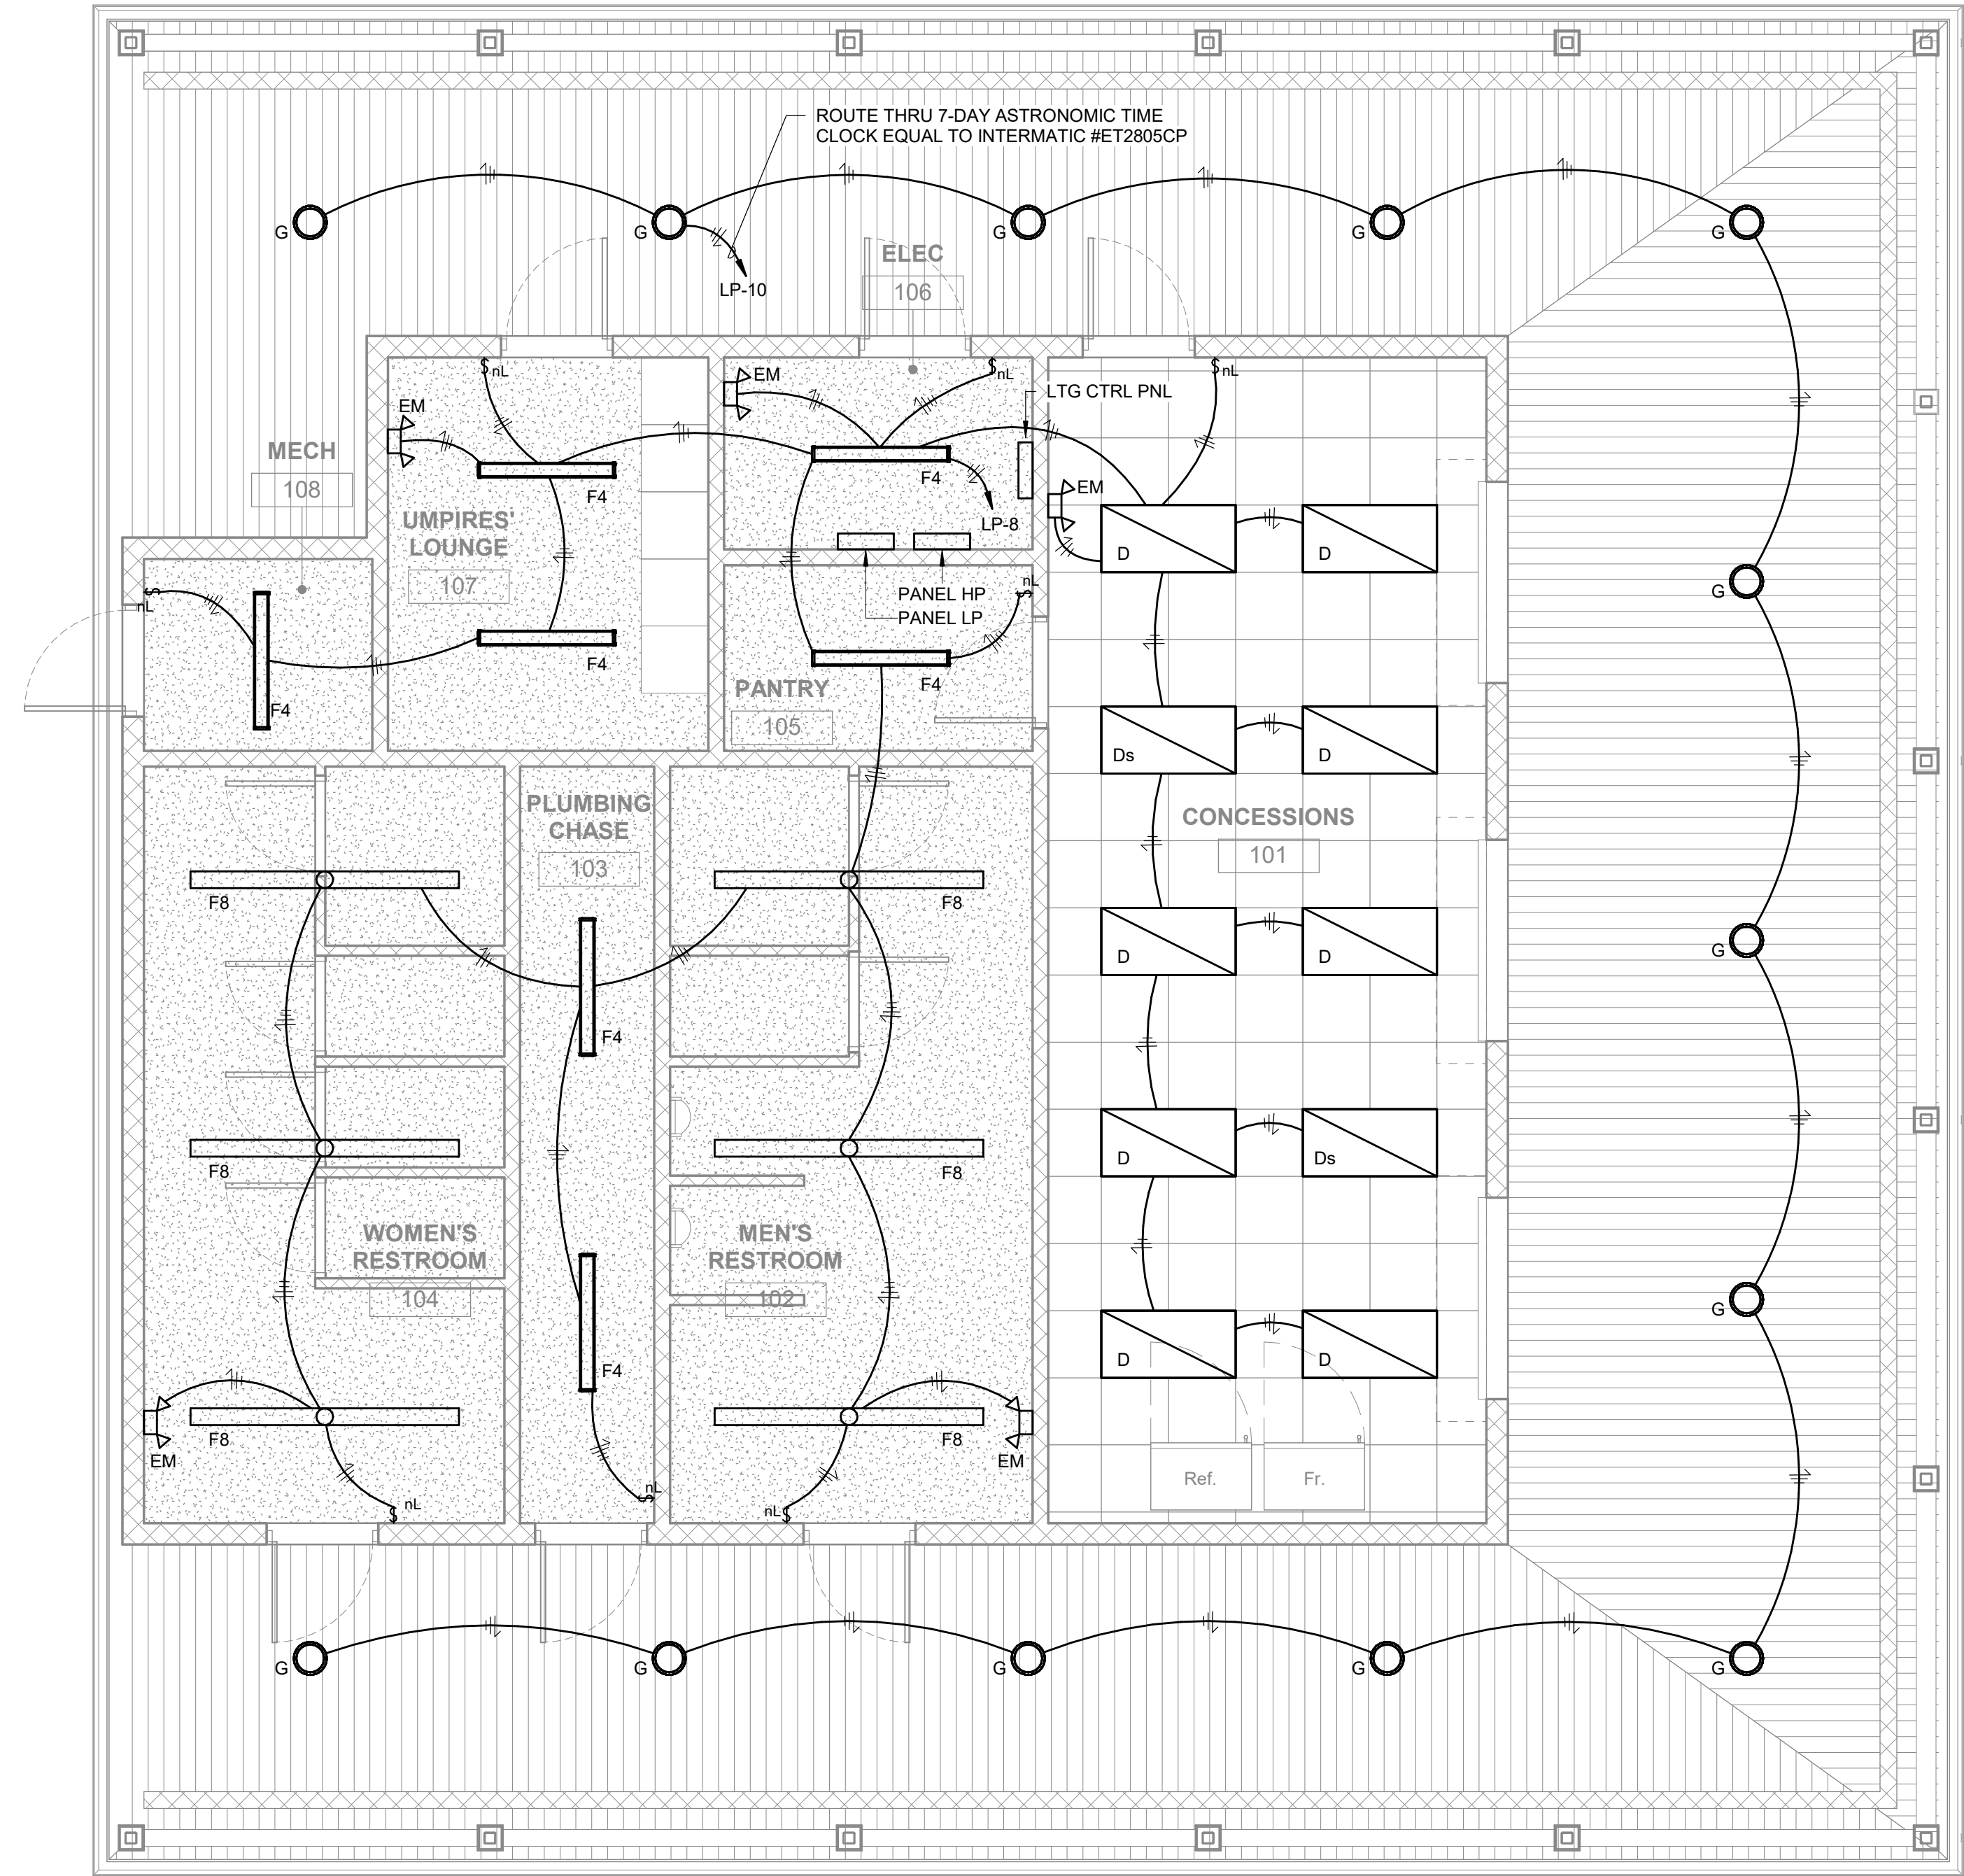 ROUTE THRU 7-DAY ASTRONOMIC TIME
CLOCK EQUAL TO INTERMATIC #ET2805CP
G
G
G
G
G
LP-10
ELEC
106
$nL
$nL
$nL
EM
EM
LTG CTRL PNL
MECH
108
F4
F4
EM
UMPIRES'
LOUNGE
107
LP-8
D
D
G
$
nL
nL
$
PANEL HP
PANEL LP
F4
F4
F4
PANTRY
105
Ds
D
PLUMBING
CHASE
103
CONCESSIONS
101
F8
F8
G
D
D
F4
F8
F8
D
Ds
WOMEN'S
RESTROOM
104
MEN'S
RESTROOM
102
G
F4
D
D
F8
F8
EM
EM
Ref.
Fr.
nL
$
nL
$
nL
$
G
G
G
G
G